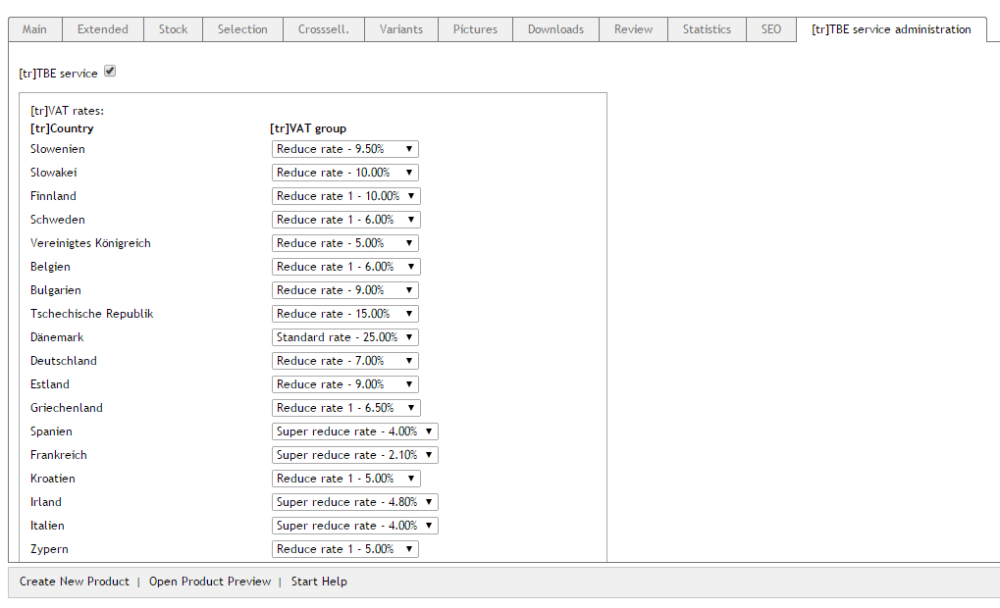 Main Extended Stock Selection Crosssell. Variants Pictures Downloads Review Statistics SEO [tr]TBE service administration
[tr]TBE service
[tr]VAT rates:
[tr]Country [tr]VAT group
Slowenien Reduce rate - 9.50%
Slowakei Reduce rate - 10.00%
Finnland Reduce rate 1 - 10.00%
Schweden Reduce rate 1 - 6.00%
Vereinigtes Königreich Reduce rate - 5.00%
Belgien Reduce rate 1 - 6.00%
Bulgarien Reduce rate - 9.00%
Tschechische Republik Reduce rate - 15.00%
Dänemark Standard rate - 25.00%
Deutschland Reduce rate - 7.00%
Estland Reduce rate - 9.00%
Griechenland Reduce rate 1 - 6.50%
Spanien Super reduce rate - 4.00%
Frankreich Super reduce rate - 2.10%
Kroatien Reduce rate 1 - 5.00%
Irland Super reduce rate - 4.80%
Italien Super reduce rate - 4.00%
Zypern Reduce rate 1 - 5.00%
Create New Product | Open Product Preview | Start Help